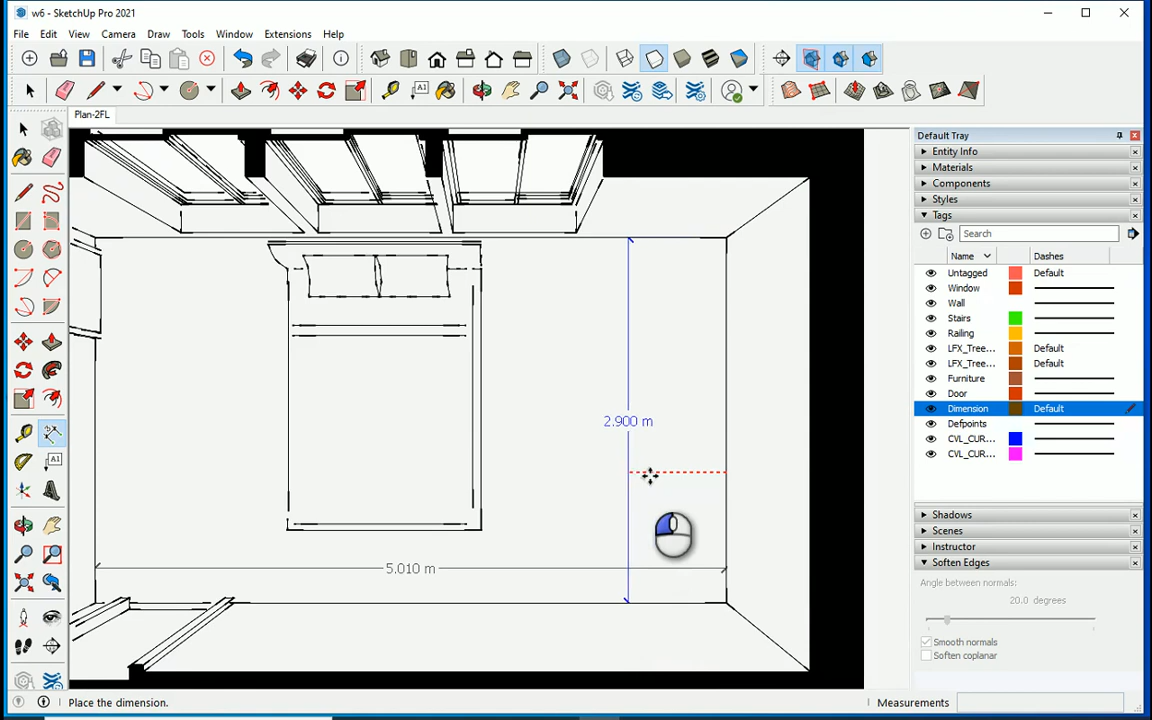 w6 - SketchUp Pro 2021
File Edit View Camera Draw Tools Window Extensions Help
A1
Plan-2FL
Default Tray
Entity Info
Materials
Components
Styles
Tags
Search
Name Dashes
Untagged Default
Window
Wall
Stairs
Railing
LFX_Tree... Default
LFX_Tree... Default
Furniture
Door
Dimension Default
Defpoints
CVL_CUR...
CVL_CUR...
2.900 m
A1
5.010 m
Shadows
Scenes
Instructor
Soften Edges
Angle between normals:
20.0 degrees
Smooth normals
Soften coplanar
Place the dimension.
Measurements